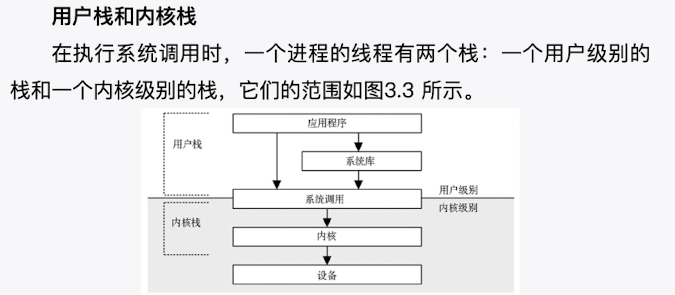 用户栈和内核栈
在执行系统调用时，一个进程的线程有两个栈：一个用户级别的
栈和一个内核级别的栈，它们的范围如图3.3 所示。
应用程序
用户栈
系统库
用户级别
系统调用
内核级别
内核栈
内核
设备